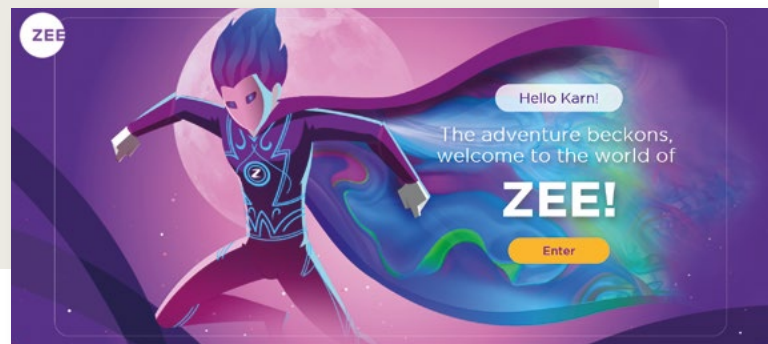 ZEE
Hello Karn!
The adventure beckons,
welcome to the world of
ZEE!
Enter
Z